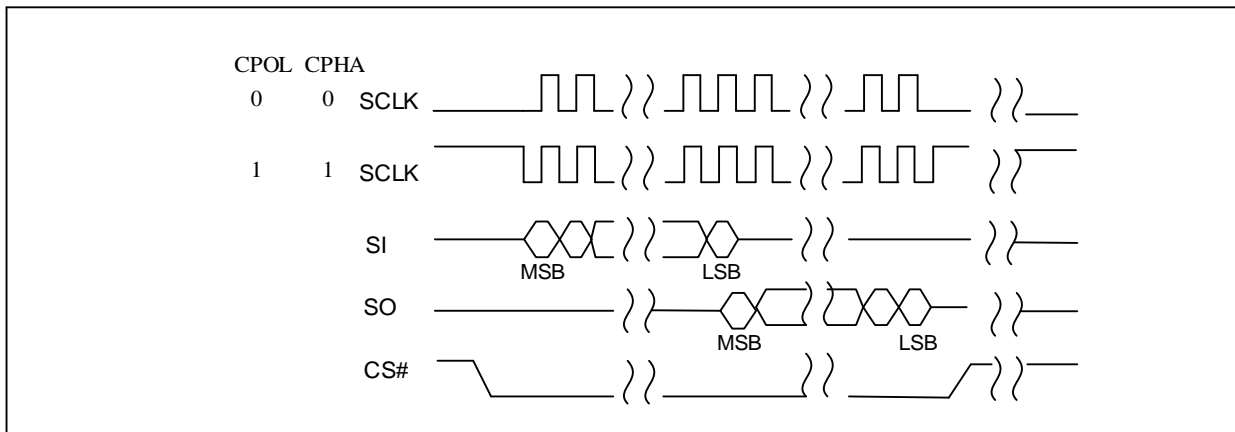 CPOL CPHA
0 0 SCLK
1 1 SCLK
SI
MSB LSB
SO
MSB LSB
CS#